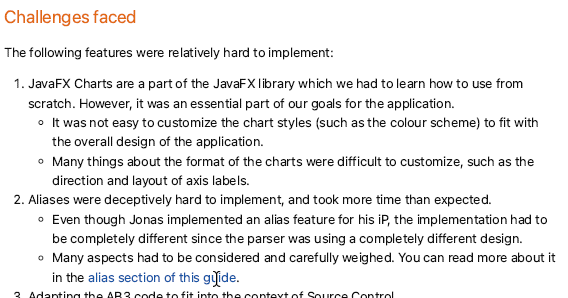 Challenges faced
The following features were relatively hard to implement:
1. JavaFX Charts are a part of the JavaFX library which we had to learn how to use from
scratch. However, it was an essential part of our goals for the application.
It was not easy to customize the chart styles (such as the colour scheme) to fit with
the overall design of the application.
Many things about the format of the charts were difficult to customize, such as the
direction and layout of axis labels.
2. Aliases were deceptively hard to implement, and took more time than expected.
Even though Jonas implemented an alias feature for his iP, the implementation had to
be completely different since the parser was using a completely different design.
Many aspects had to be considered and carefully weighed. You can read more about it
in the alias section of this guide.
3. Adapting the AB3 code to fit into the context of Source Control